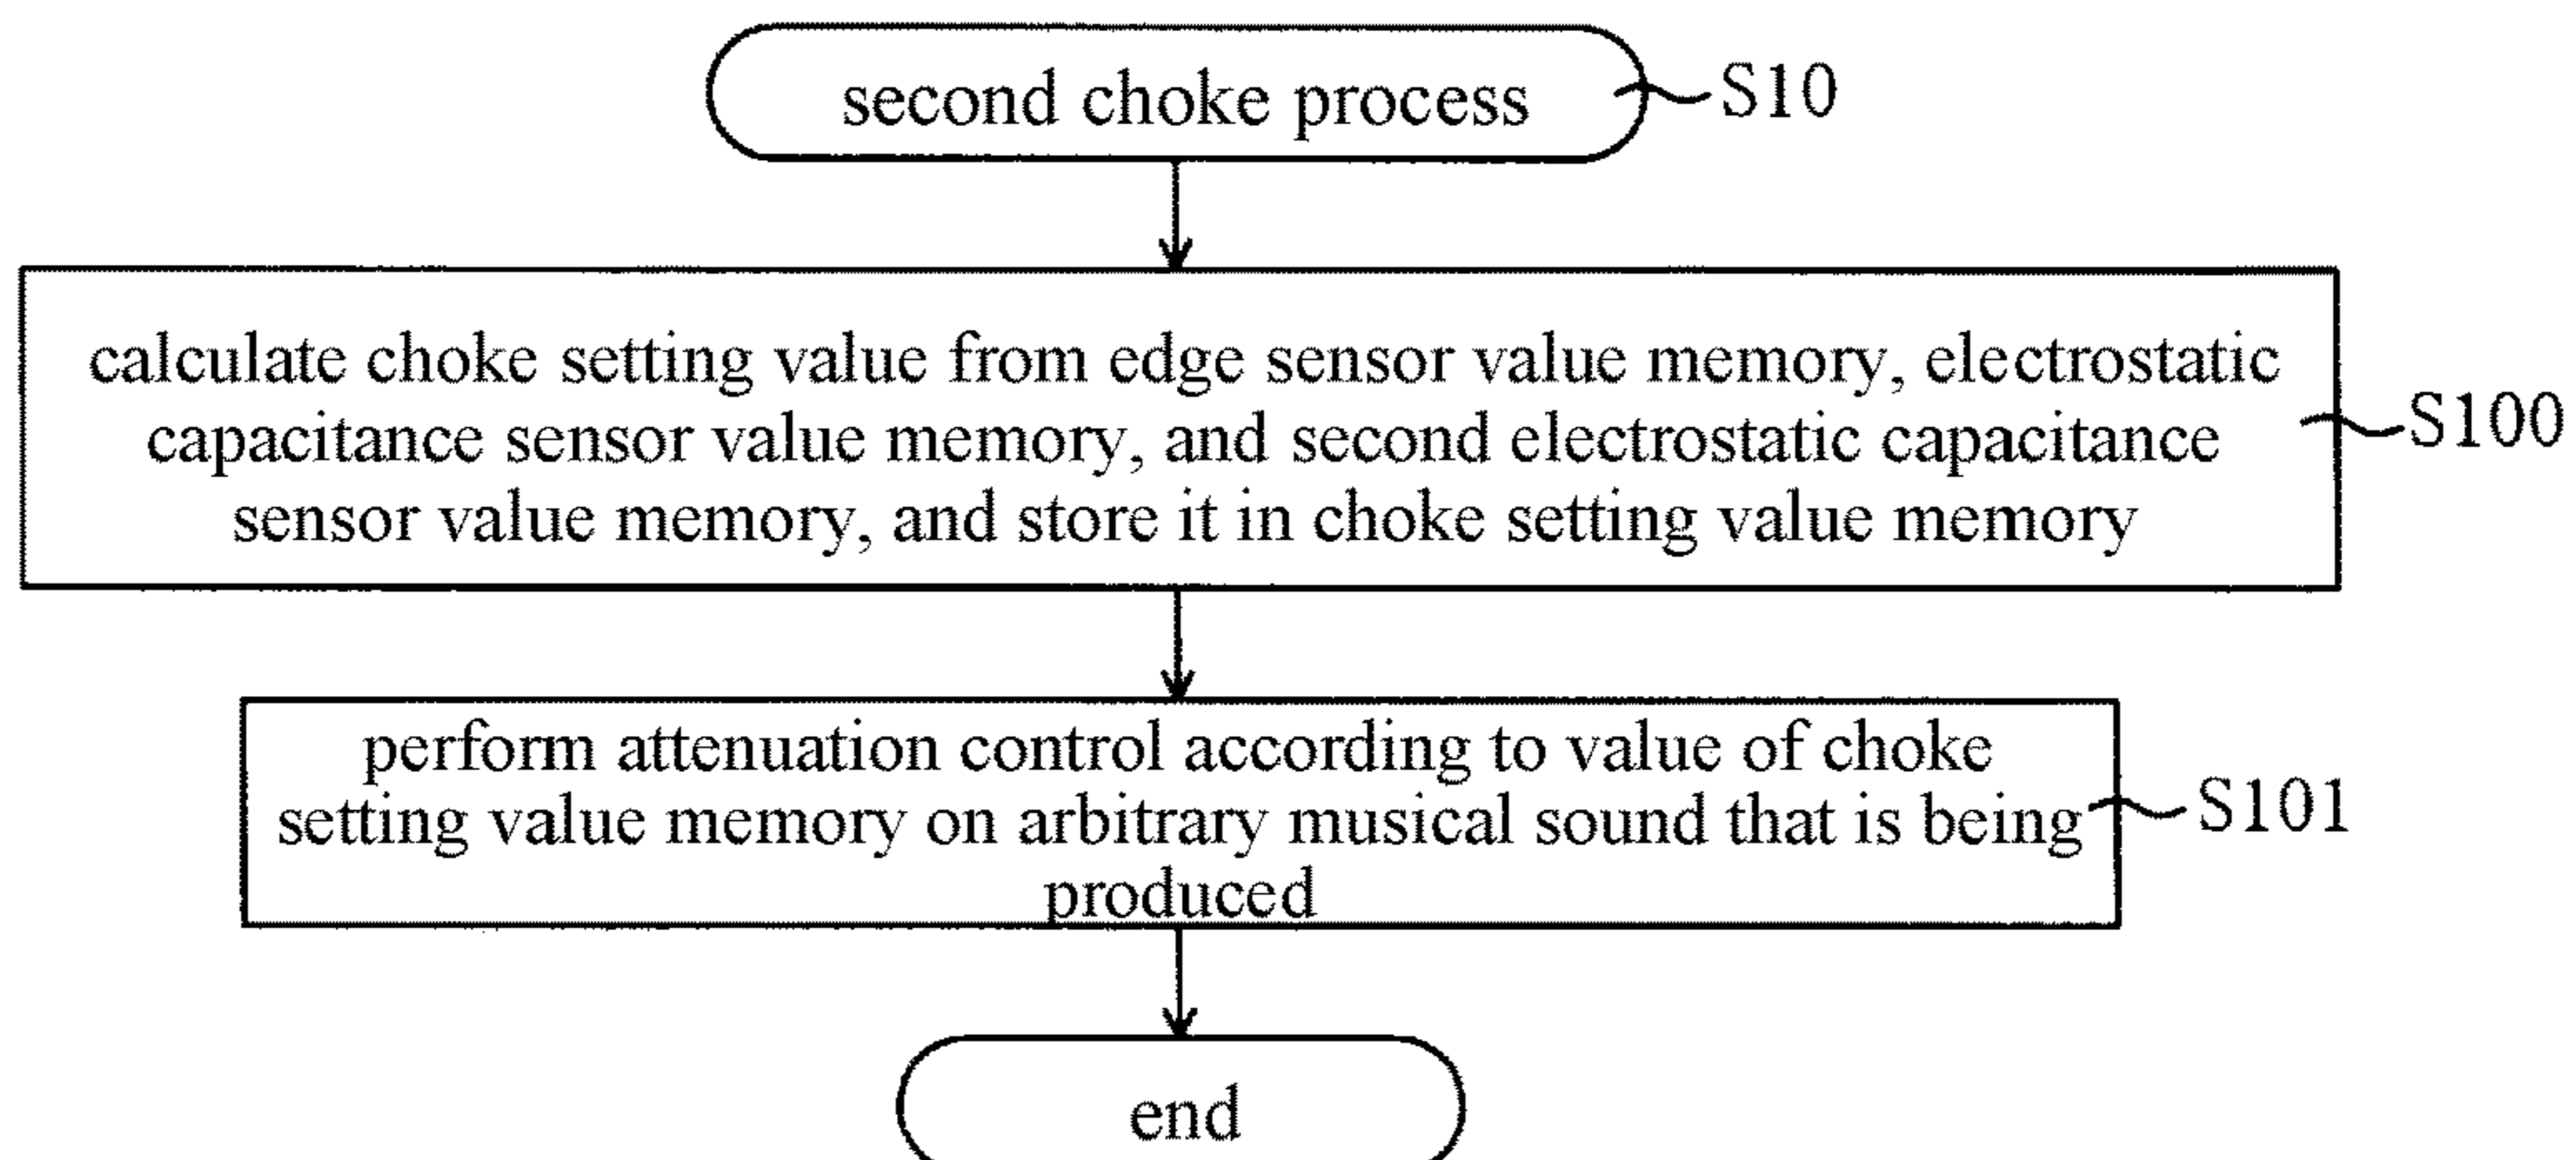 second choke process
S10
calculate choke setting value from edge sensor value memory, electrostatic
capacitance sensor value memory, and second electrostatic capacitance
sensor value memory, and store it in choke setting value memory
S100
perform attenuation control according to value of choke
setting value memory on arbitrary musical sound that is being
produced
S101
end